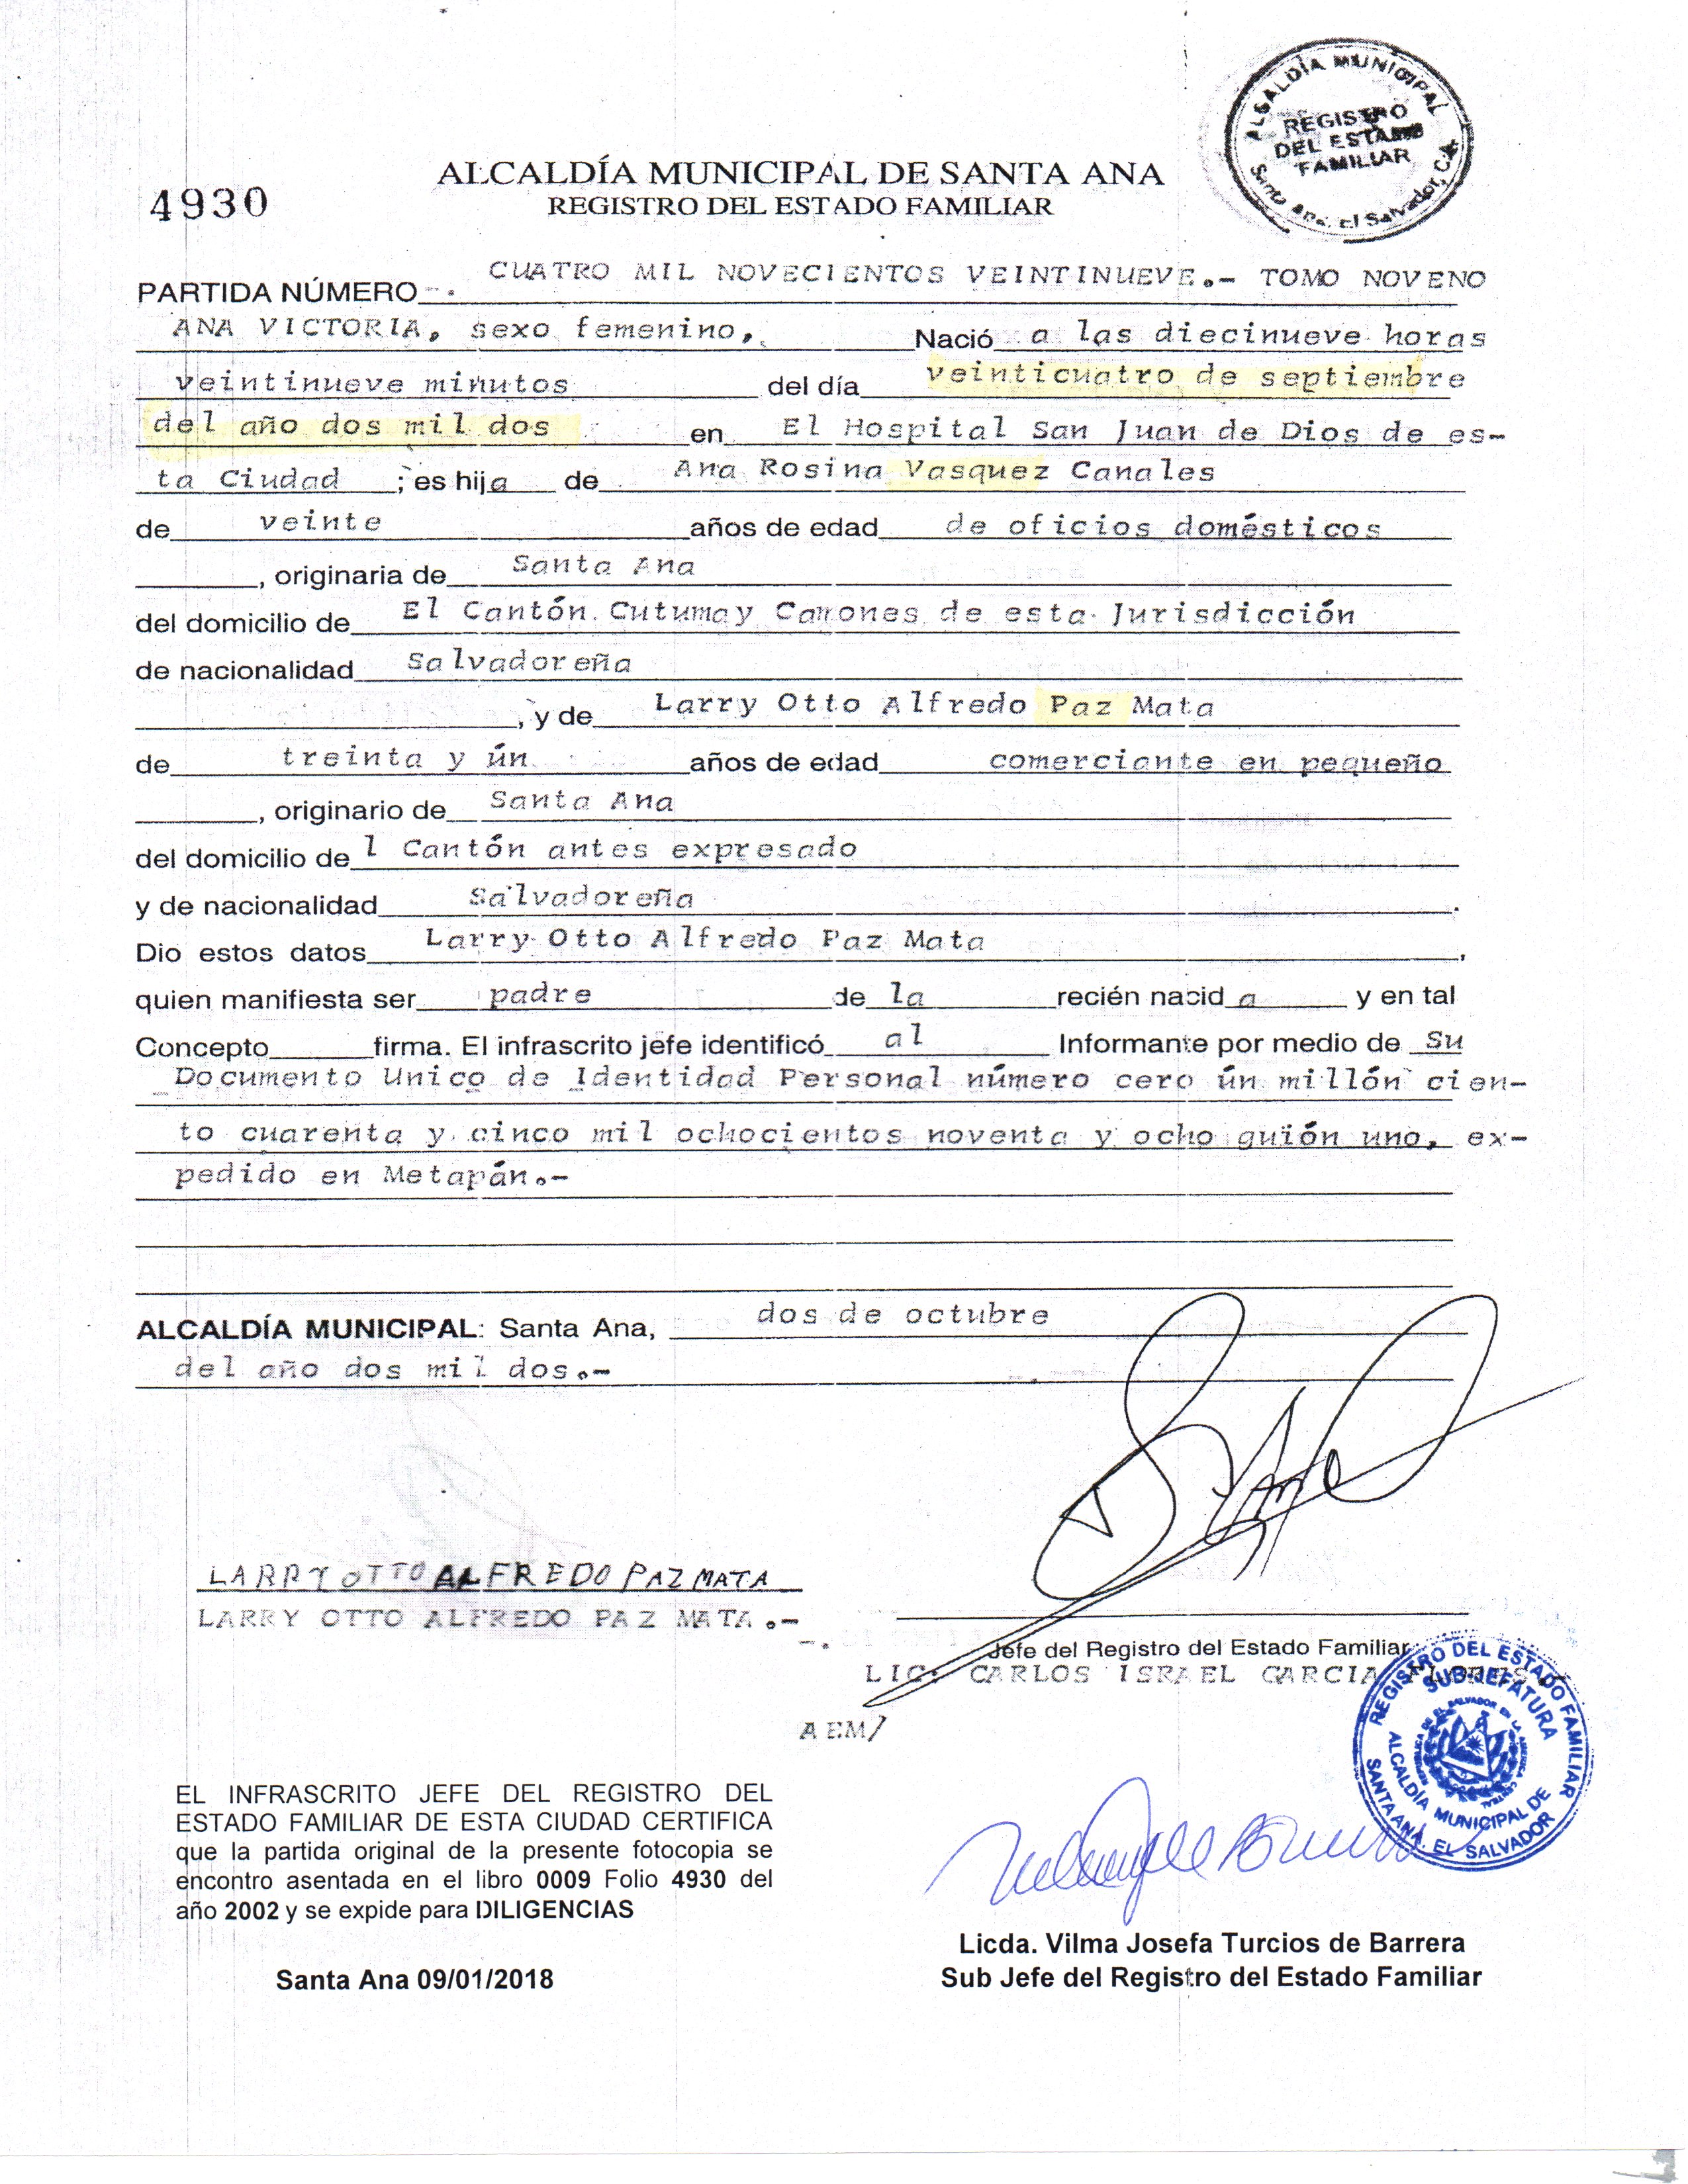 ALCALDÍA MUNICIPAL
REGISTRO
DEL ESTADO
FAMILIAR
Santa Ana, El Salvador, C.A.
ALCALDÍA MUNICIPAL DE SANTA ANA
4930
REGISTRO DEL ESTADO FAMILIAR
PARTIDA NÚMERO -. CUATRO MIL NOVECIENTOS VEINTINUEVE.- TOMO NOVENO
ANA VICTORIA, sexo femenino, Nació a las diecinueve horas
veintinueve minutos del día veinticuatro de septiembre
del año dos mil dos en El Hospital San Juan de Dios de es-
ta Ciudad ; es hija de Ana Rosina Vasquez Canales
de veinte años de edad de oficios domésticos
, originaria de Santa Ana
del domicilio de El Cantón Cutumay Camones de esta Jurisdicción
de nacionalidad Salvadoreña
, y de Larry Otto Alfredo Paz Mata
de treinta y ún años de edad comerciante en pequeño
, originario de Santa Ana
del domicilio de l Cantón antes expresado
y de nacionalidad Salvadoreña .
Dio estos datos Larry Otto Alfredo Paz Mata ,
quien manifiesta ser padre de la recién nacid a y en tal
Concepto firma. El infrascrito jefe identificó al Informante por medio de Su
Documento Unico de Identidad Personal número cero ún millón cien-
to cuarenta y cinco mil ochocientos noventa y ocho guión uno, ex-
pedido en Metapán.-
ALCALDÍA MUNICIPAL: Santa Ana, dos de octubre
del año dos mil dos.-
LARRY OTTO ALFREDO PAZ MATA
LARRY OTTO ALFREDO PAZ MATA.-
-.
Jefe del Registro del Estado Familiar
LIC: CARLOS ISRAEL GARCIA
AEM/
REGISTRO DEL ESTADO FAMILIAR
SUB-JEFATURA
ALCALDÍA MUNICIPAL DE
SANTA ANA, EL SALVADOR
EL INFRASCRITO JEFE DEL REGISTRO DEL
ESTADO FAMILIAR DE ESTA CIUDAD CERTIFICA
que la partida original de la presente fotocopia se
encontro asentada en el libro 0009 Folio 4930 del
año 2002 y se expide para DILIGENCIAS
Santa Ana 09/01/2018
Licda. Vilma Josefa Turcios de Barrera
Sub Jefe del Registro del Estado Familiar